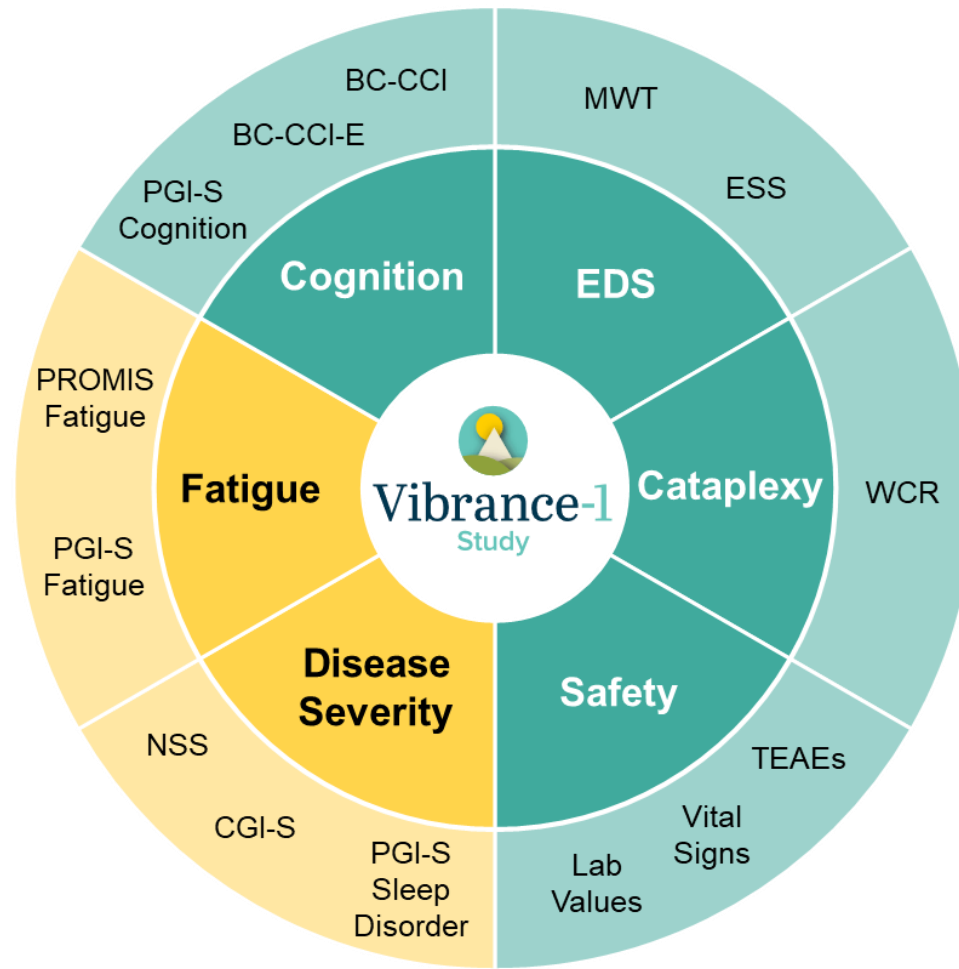 BC-CCI
BC-CCI-E
PGI-S
Cognition
MWT
ESS
Cognition
EDS
PROMIS
Fatigue
Fatigue
Vibrance-1
Study
Cataplexy
WCR
PGI-S
Fatigue
Disease
Severity
Safety
NSS
CGI-S
PGI-S
Sleep
Disorder
TEAEs
Vital
Signs
Lab
Values